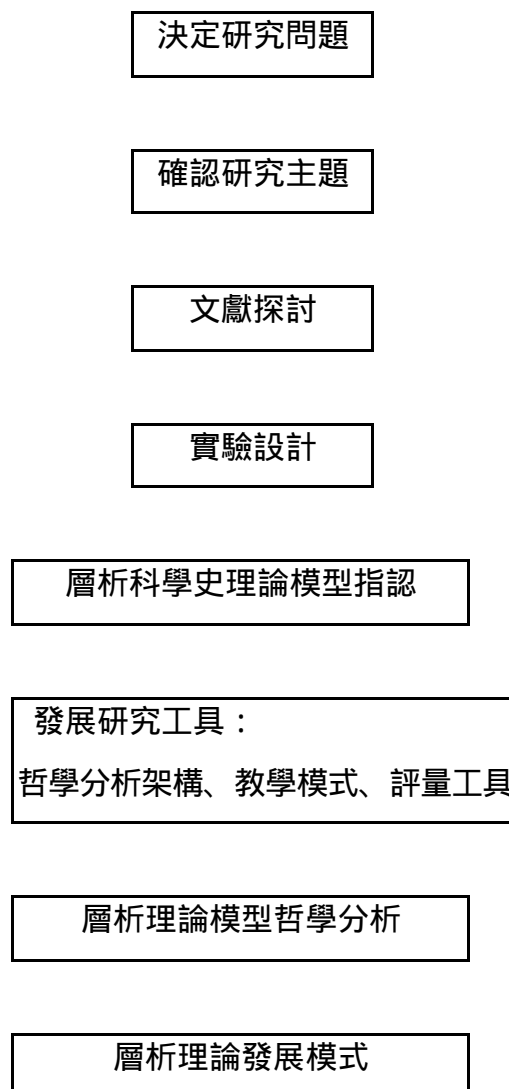 決定研究問題
確認研究主題
文獻探討
實驗設計
層析科學史理論模型指認
發展研究工具：
哲學分析架構、教學模式、評量工具
層析理論模型哲學分析
層析理論發展模式